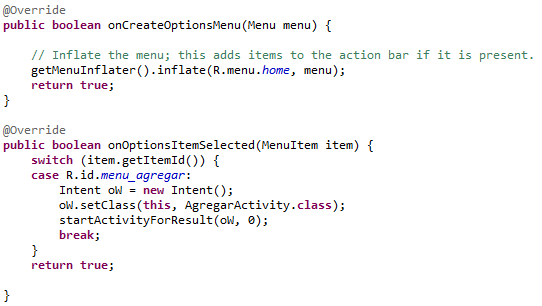 @Override
public boolean onCreateOptionsMenu(Menu menu) {
// Inflate the menu; this adds items to the action bar if it is present.
getMenuInflater().inflate(R.menu.home, menu);
return true;
}
@Override
public boolean onOptionsItemSelected(MenuItem item) {
switch (item.getItemId()) {
case R.id.menu_agregar:
Intent oW = new Intent();
oW.setClass(this, AgregarActivity.class);
startActivityForResult(oW, 0);
break;
}
return true;
}